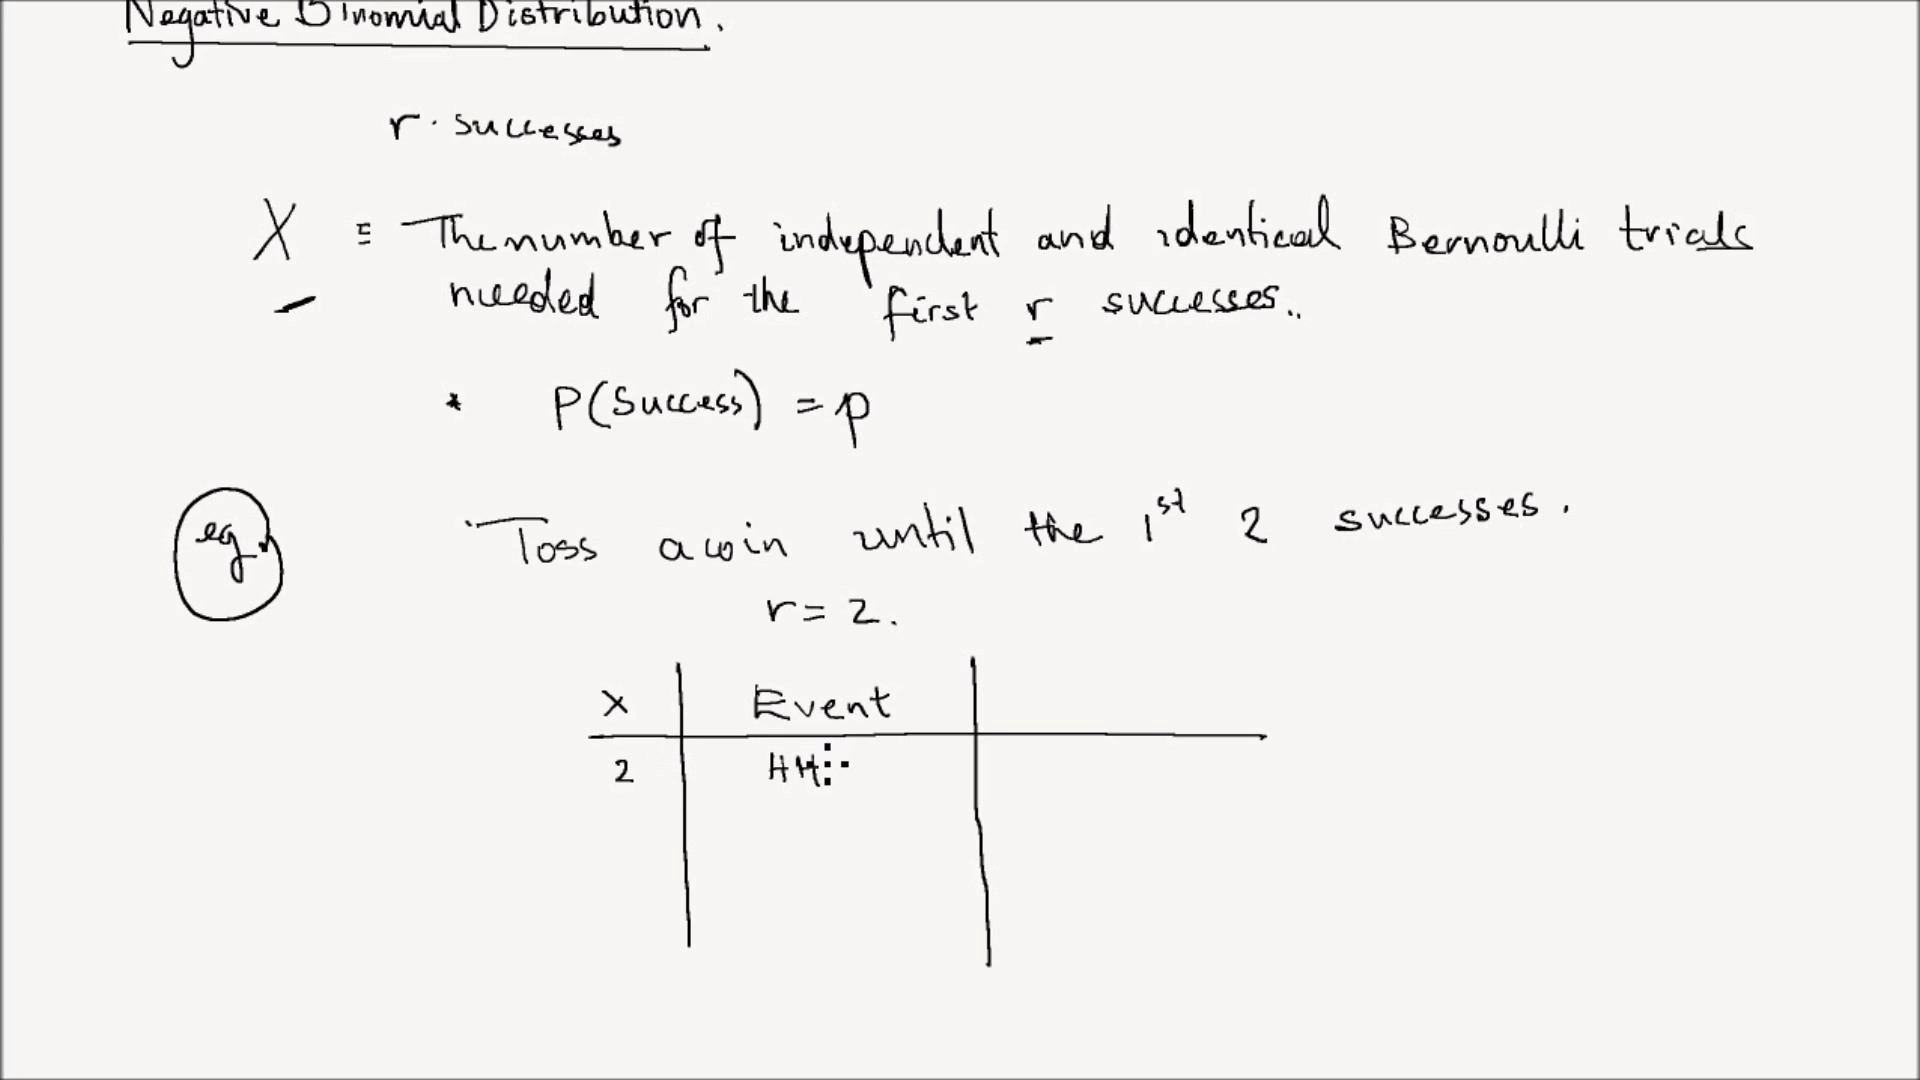 Negative Binomial Distribution.
r. successes
X ≡ The number of independent and identical Bernoulli trials
needed for the first r successes..
* P(Success) = p
eg. Toss a coin until the 1st 2 successes.
r = 2.
X Event
2 HH